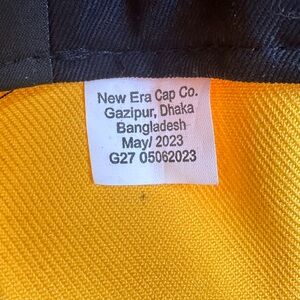 New Era Cap Co.
Gazipur, Dhaka
Bangladesh
May/ 2023
G27 05062023